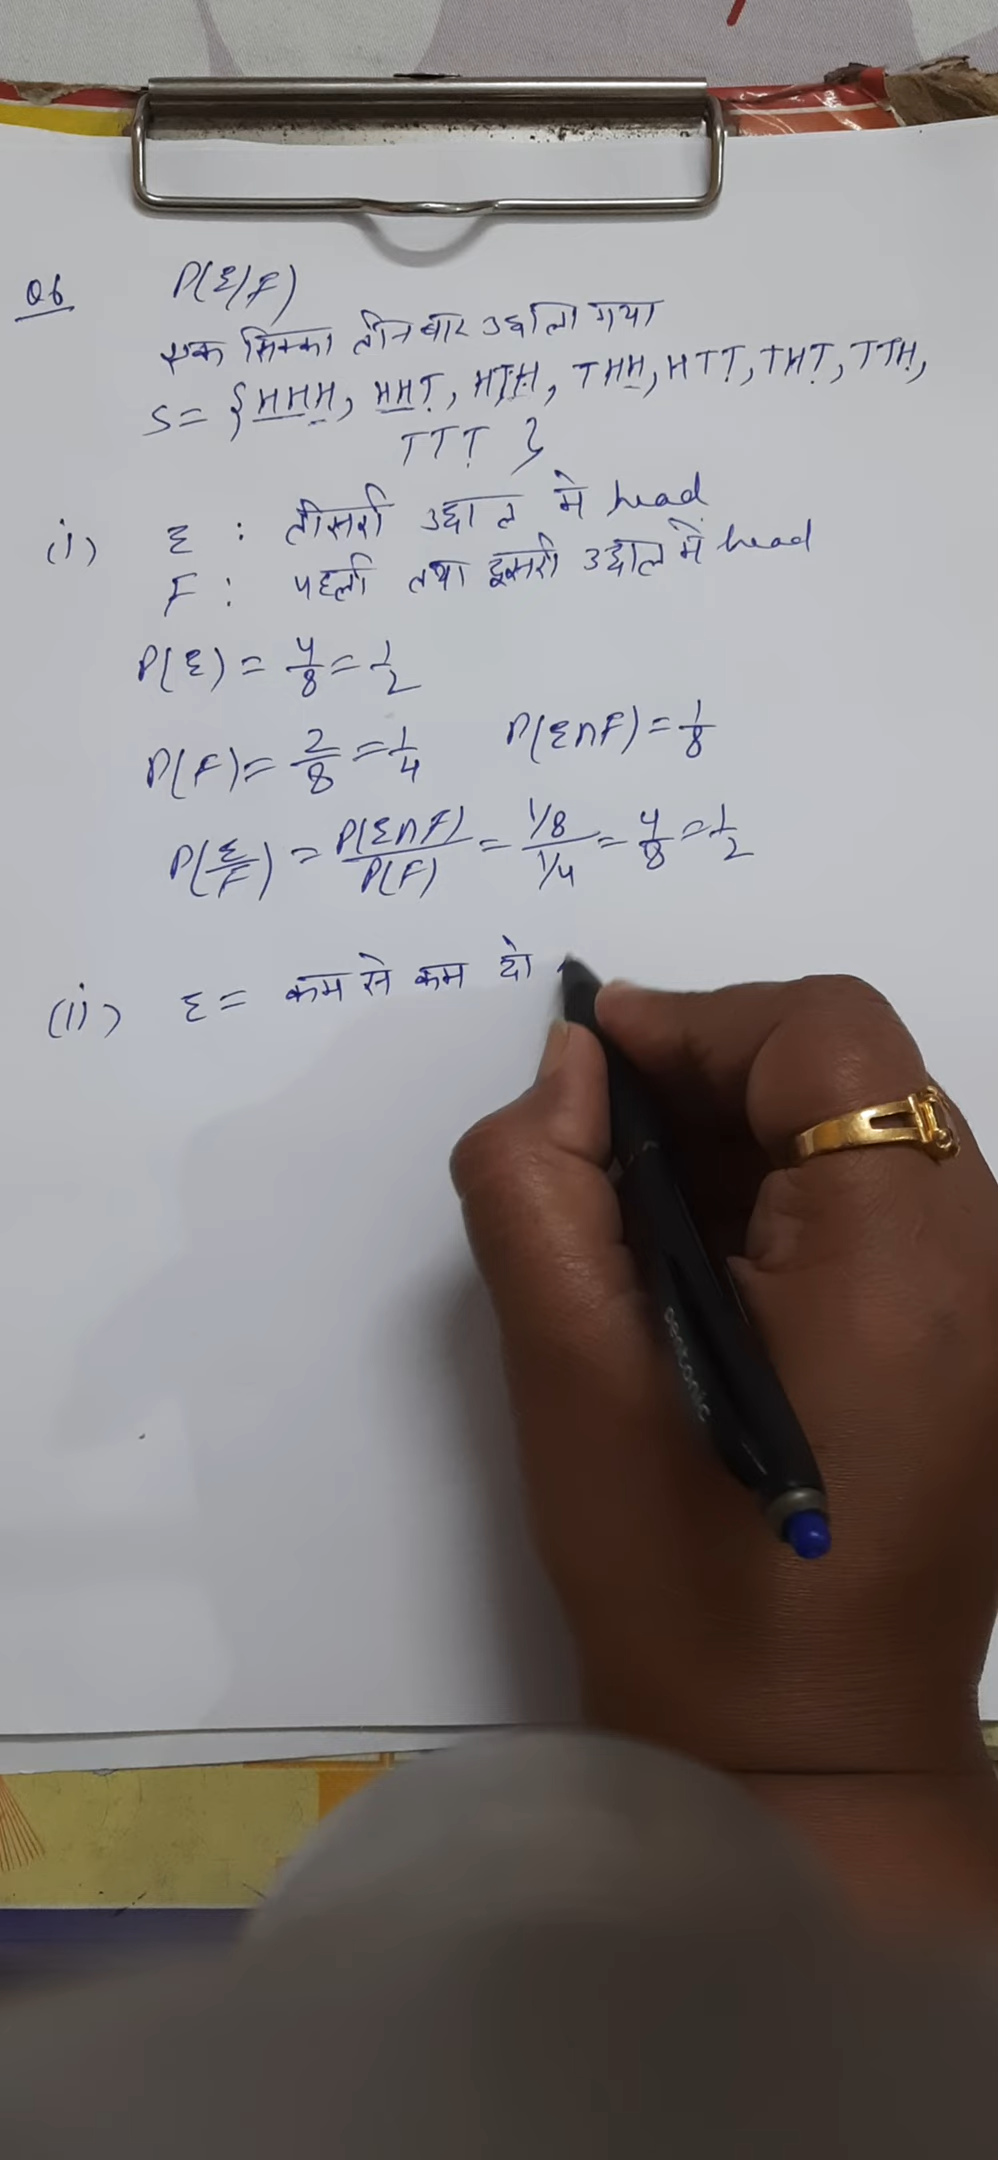 Q6 P(E/F)
एक सिक्का तीन बार उछाला गया
S = {HHH, HHT, HTH, THH, HTT, THT, TTH,
TTT }
(i) E : तीसरी उछाल में head
F : पहली तथा दूसरी उछाल में head
P(E) = 4/8 = 1/2
P(F) = 2/8 = 1/4 P(E∩F) = 1/8
P(E/F) = P(E∩F)/P(F) = 1/8 / 1/4 = 4/8 = 1/2
(ii) E = कम से कम दो
pentonic